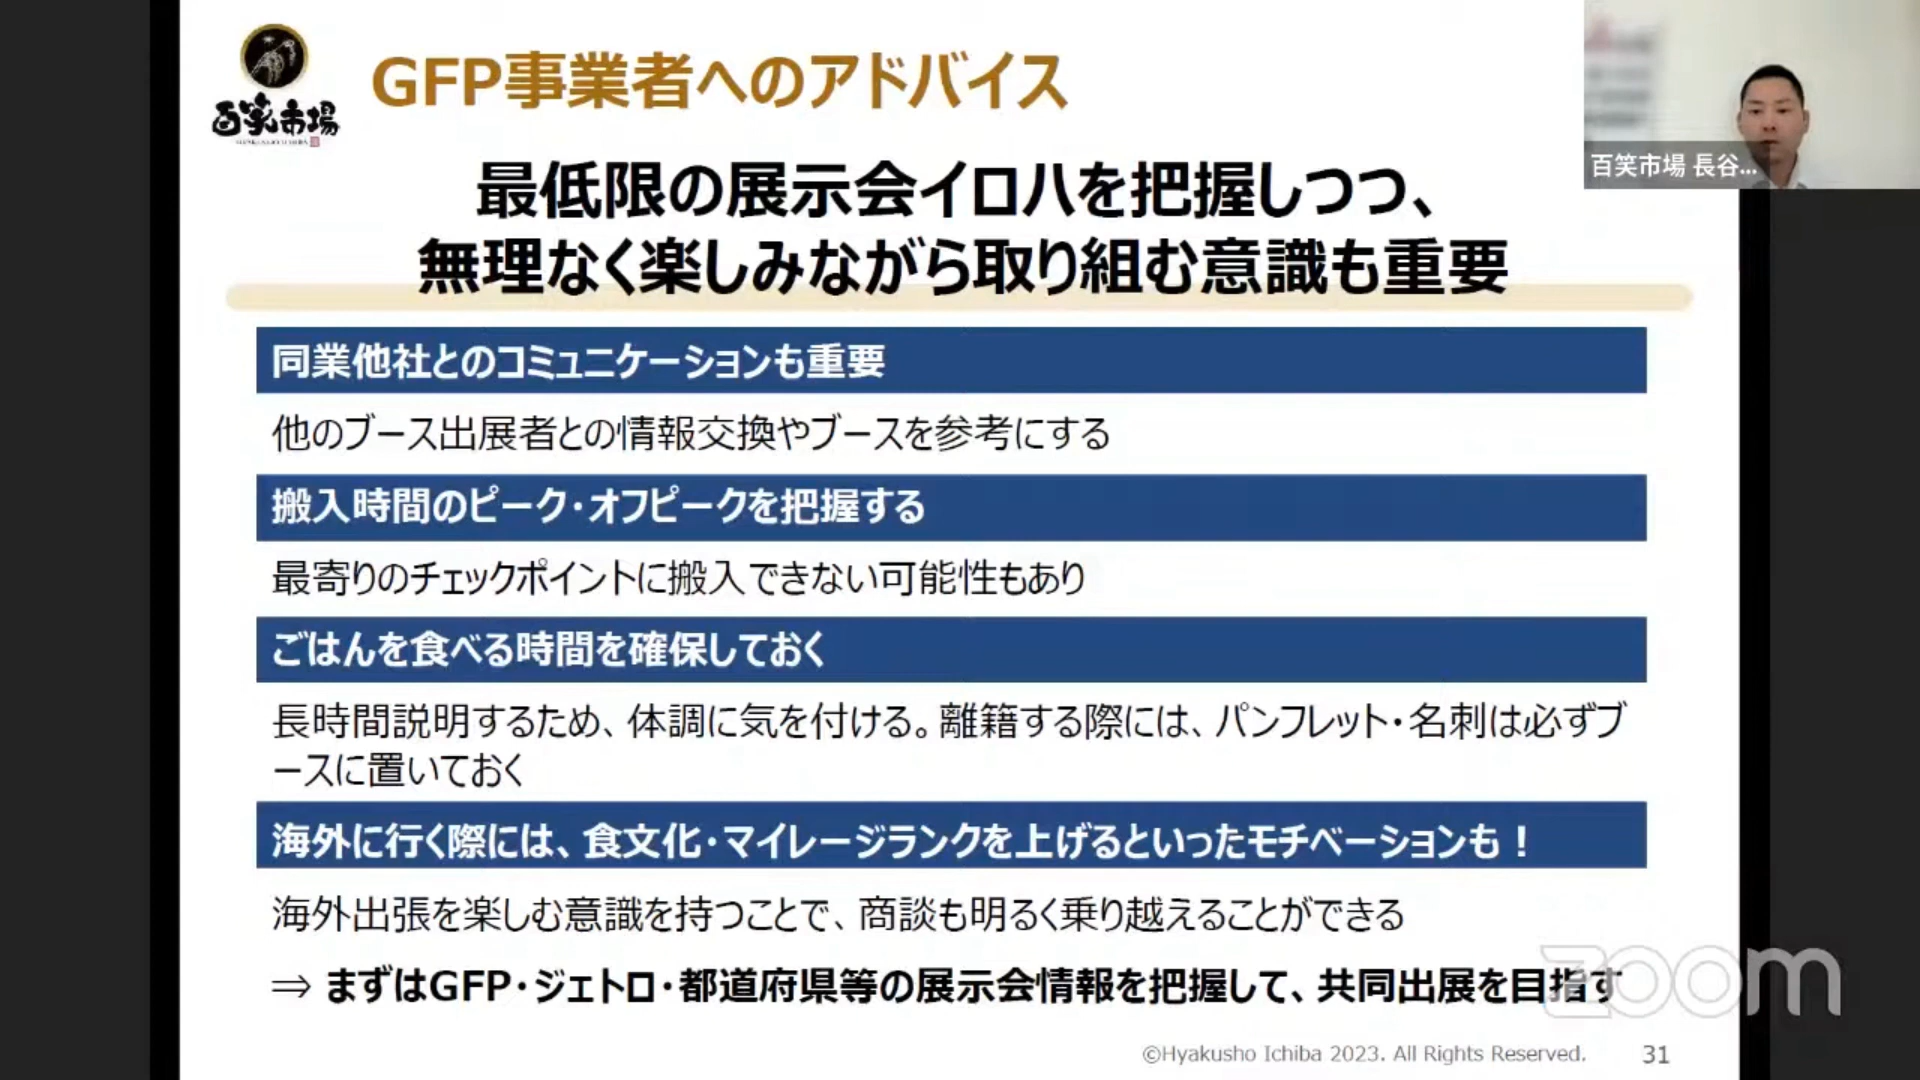 百笑市場
GFP事業者へのアドバイス
百笑市場 長谷...
最低限の展示会イロハを把握しつつ、
無理なく楽しみながら取り組む意識も重要
同業他社とのコミュニケーションも重要
他のブース出展者との情報交換やブースを参考にする
搬入時間のピーク・オフピークを把握する
最寄りのチェックポイントに搬入できない可能性もあり
ごはんを食べる時間を確保しておく
長時間説明するため、体調に気を付ける。離籍する際には、パンフレット・名刺は必ずブ
ースに置いておく
海外に行く際には、食文化・マイレージランクを上げるといったモチベーションも！
海外出張を楽しむ意識を持つことで、商談も明るく乗り越えることができる
⇒ まずはGFP・ジェトロ・都道府県等の展示会情報を把握して、共同出展を目指す
zoom
©Hyakusho Ichiba 2023. All Rights Reserved.
31